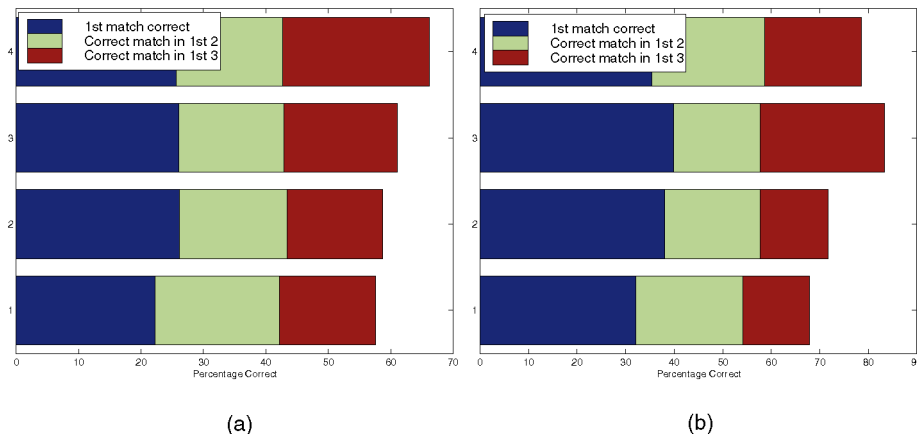 1st match correct
Correct match in 1st 2
Correct match in 1st 3
4
3
2
1
0 10 20 30 40 50 60 70
Percentage Correct
(a)
1st match correct
Correct match in 1st 2
Correct match in 1st 3
4
3
2
1
0 10 20 30 40 50 60 70 80 90
Percentage Correct
(b)